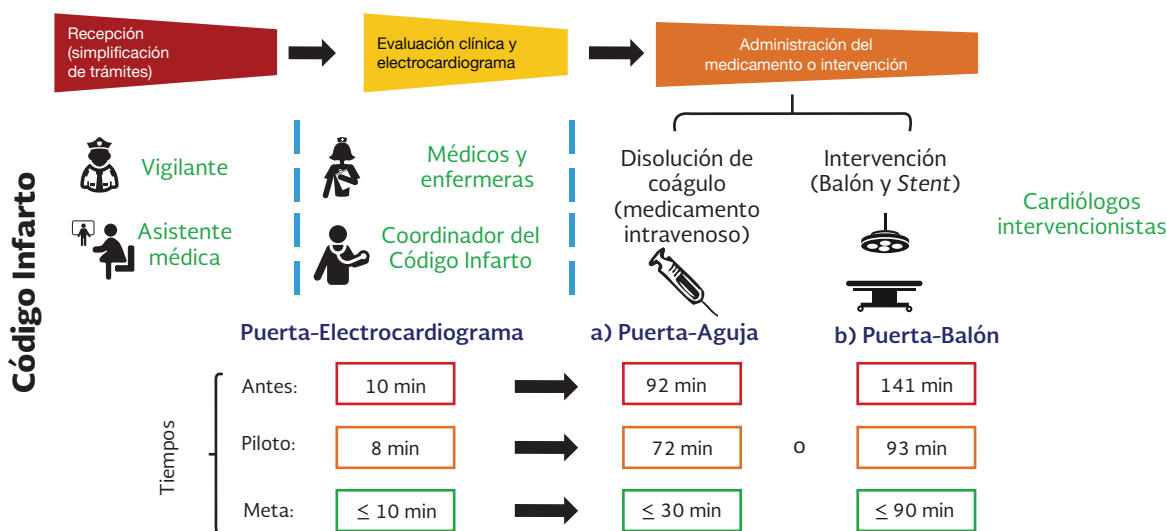 Recepción
(simplificación
de trámites)
Evaluación clínica y
electrocardiograma
Administración del
medicamento o intervención
Código Infarto
Vigilante
Asistente
médica
Médicos y
enfermeras
Coordinador del
Código Infarto
Disolución de
coágulo
(medicamento
intravenoso)
Intervención
(Balón y Stent)
Cardiólogos
intervencionistas
Puerta-Electrocardiograma
a) Puerta-Aguja
b) Puerta-Balón
Tiempos
Antes:
10 min
92 min
141 min
Piloto:
8 min
72 min
o
93 min
Meta:
≤ 10 min
≤ 30 min
≤ 90 min